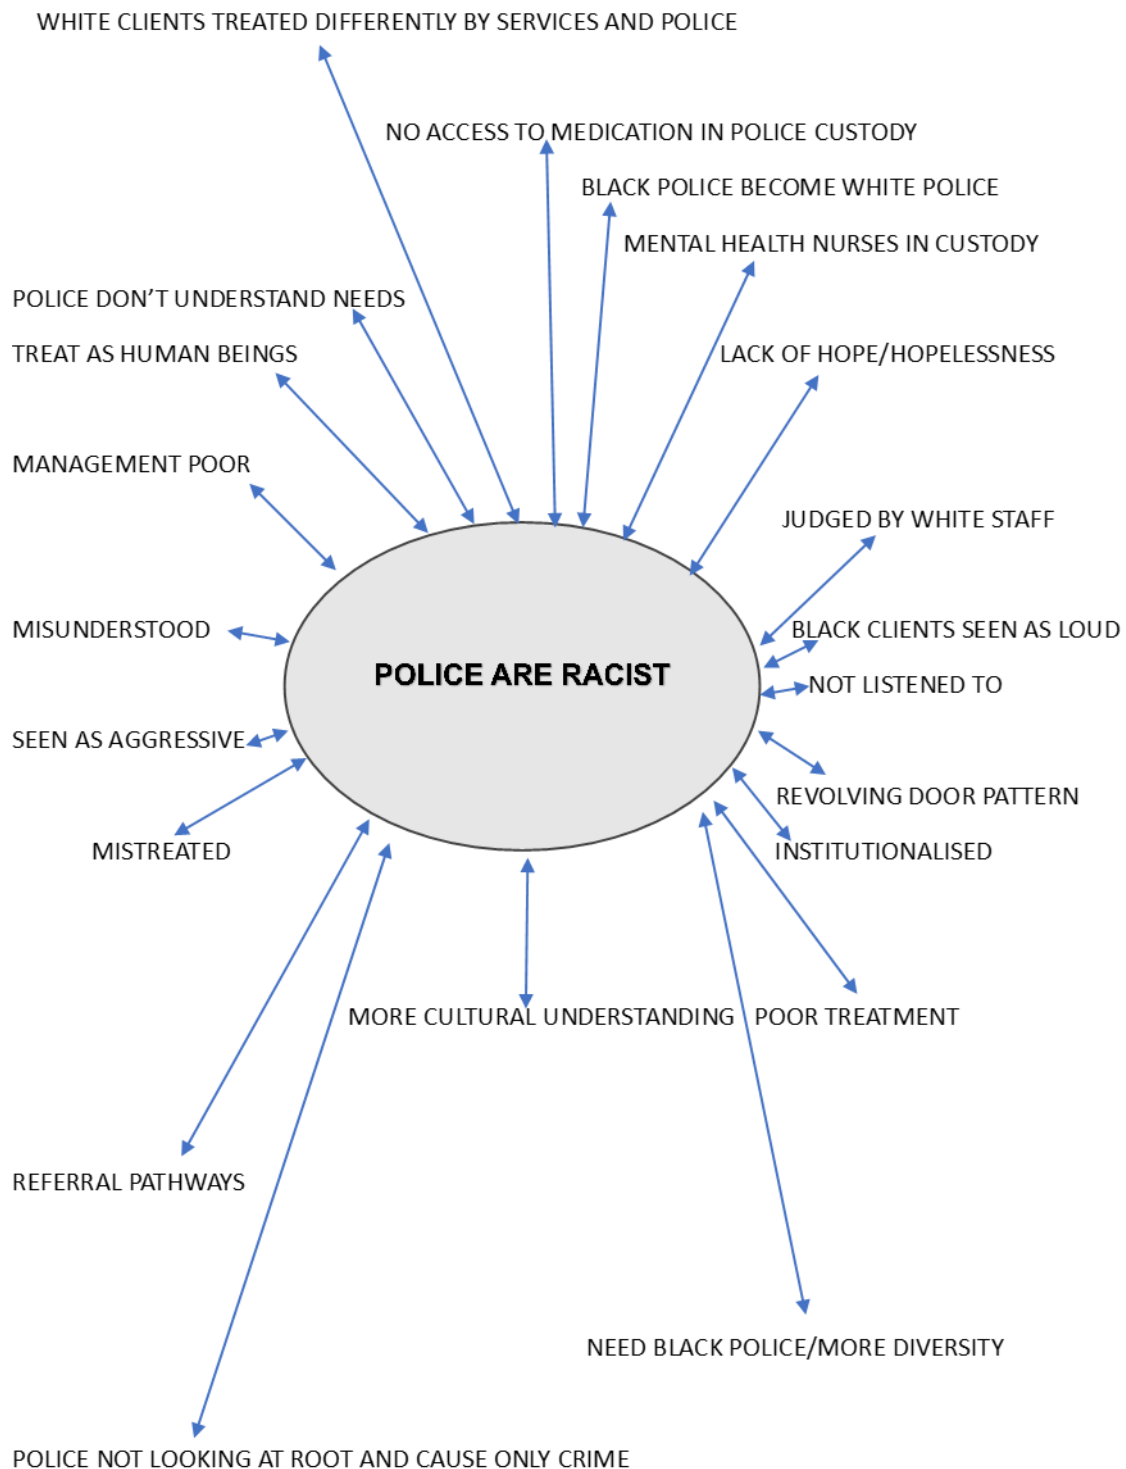 WHITE CLIENTS TREATED DIFFERENTLY BY SERVICES AND POLICE
NO ACCESS TO MEDICATION IN POLICE CUSTODY
BLACK POLICE BECOME WHITE POLICE
MENTAL HEALTH NURSES IN CUSTODY
POLICE DON’T UNDERSTAND NEEDS
TREAT AS HUMAN BEINGS
LACK OF HOPE/HOPELESSNESS
MANAGEMENT POOR
JUDGED BY WHITE STAFF
MISUNDERSTOOD
BLACK CLIENTS SEEN AS LOUD
POLICE ARE RACIST
NOT LISTENED TO
SEEN AS AGGRESSIVE
REVOLVING DOOR PATTERN
MISTREATED
INSTITUTIONALISED
MORE CULTURAL UNDERSTANDING
POOR TREATMENT
REFERRAL PATHWAYS
NEED BLACK POLICE/MORE DIVERSITY
POLICE NOT LOOKING AT ROOT AND CAUSE ONLY CRIME